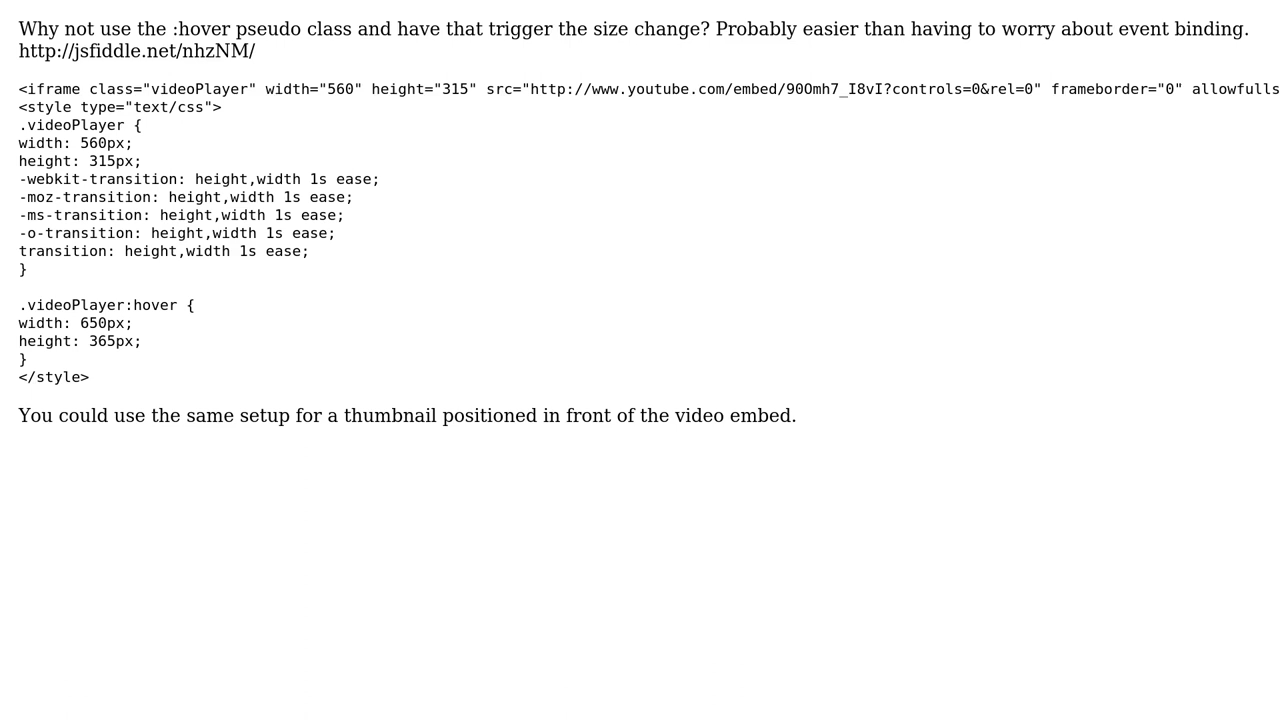 Why not use the :hover pseudo class and have that trigger the size change? Probably easier than having to worry about event binding.
http://jsfiddle.net/nhzNM/
<iframe class="videoPlayer" width="560" height="315" src="http://www.youtube.com/embed/90Omh7_I8vI?controls=0&rel=0" frameborder="0" allowfulls
<style type="text/css">
.videoPlayer {
width: 560px;
height: 315px;
-webkit-transition: height,width 1s ease;
-moz-transition: height,width 1s ease;
-ms-transition: height,width 1s ease;
-o-transition: height,width 1s ease;
transition: height,width 1s ease;
}
.videoPlayer:hover {
width: 650px;
height: 365px;
}
</style>
You could use the same setup for a thumbnail positioned in front of the video embed.